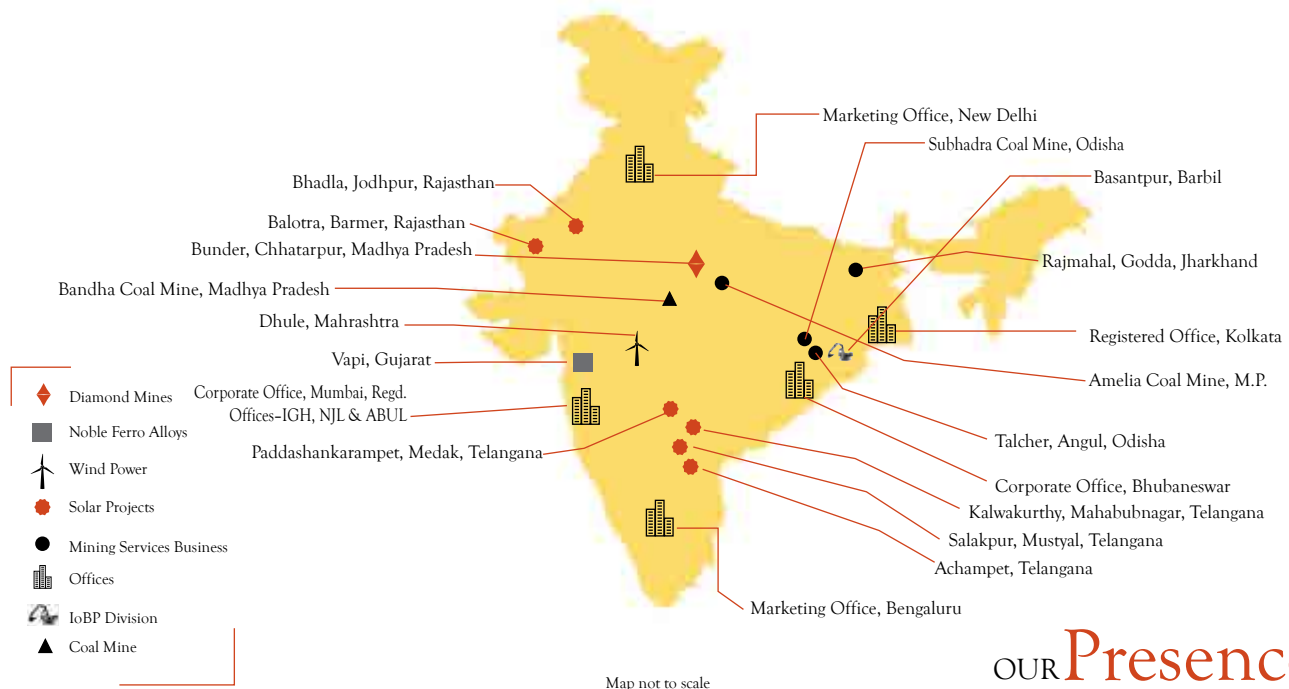 Marketing Office, New Delhi
Subhadra Coal Mine, Odisha
Basantpur, Barbil
Bhadla, Jodhpur, Rajasthan
Balotra, Barmer, Rajasthan
Bunder, Chhatarpur, Madhya Pradesh
Rajmahal, Godda, Jharkhand
Bandha Coal Mine, Madhya Pradesh
Dhule, Mahrashtra
Registered Office, Kolkata
Vapi, Gujarat
Amelia Coal Mine, M.P.
Corporate Office, Mumbai, Regd.
Offices-IGH, NJL & ABUL
Talcher, Angul, Odisha
Paddashankarampet, Medak, Telangana
Corporate Office, Bhubaneswar
Kalwakurthy, Mahabubnagar, Telangana
Salakpur, Mustyal, Telangana
Achampet, Telangana
Marketing Office, Bengaluru
Diamond Mines
Noble Ferro Alloys
Wind Power
Solar Projects
Mining Services Business
Offices
IoBP Division
Coal Mine
OUR Presenc
Map not to scale